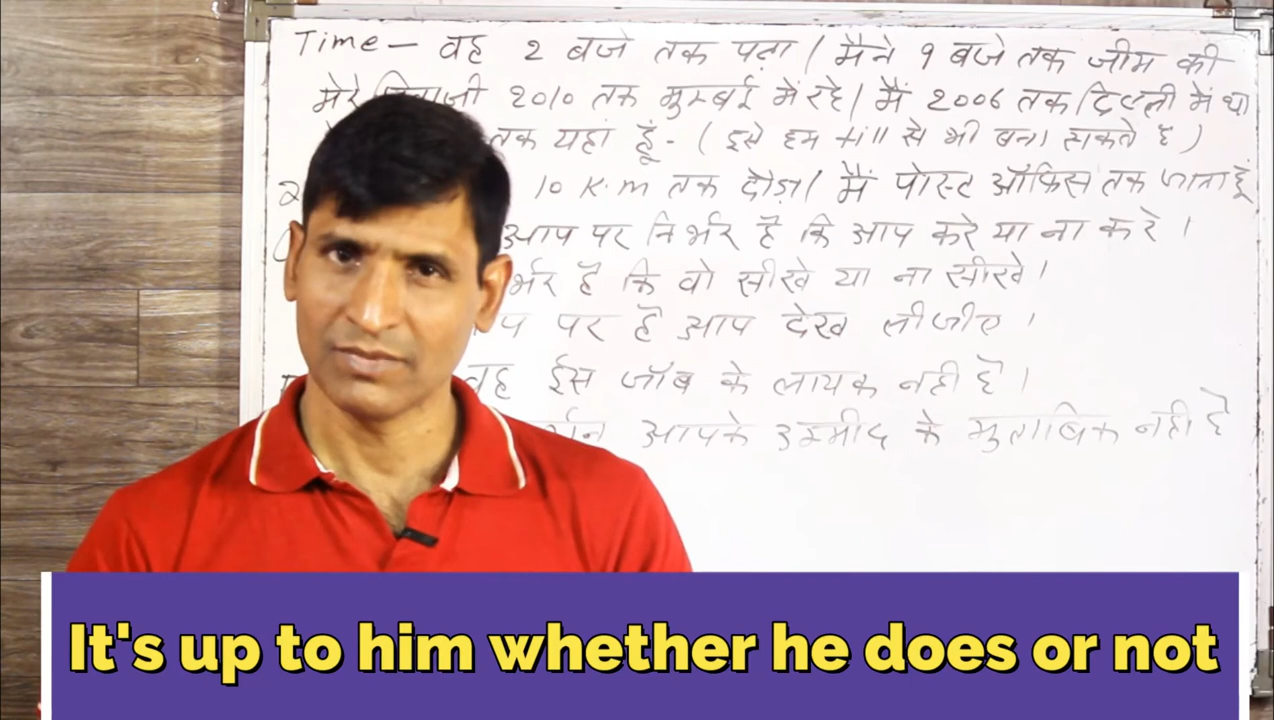 Time – वह 2 बजे तक पढ़ा / मैने 9 बजे तक जीम की
मेरे पिताजी 2010 तक मुम्बई में रहे / मैं 2006 तक दिल्ली में था
तक यहां हूँ - ( इसे हम till से भी बना सकते है )
10 K.m तक दौड़ा / मैं पोस्ट ऑफिस तक जाता हूँ
आप पर निर्भर है कि आप करे या ना करे ।
है कि वो सीखे या ना सीखे ।
पर है आप देख लीजीए ।
वह ईस जॉब के लायक नही है ।
आपके उम्मीद के मुताबिक नही है
It's up to him whether he does or not